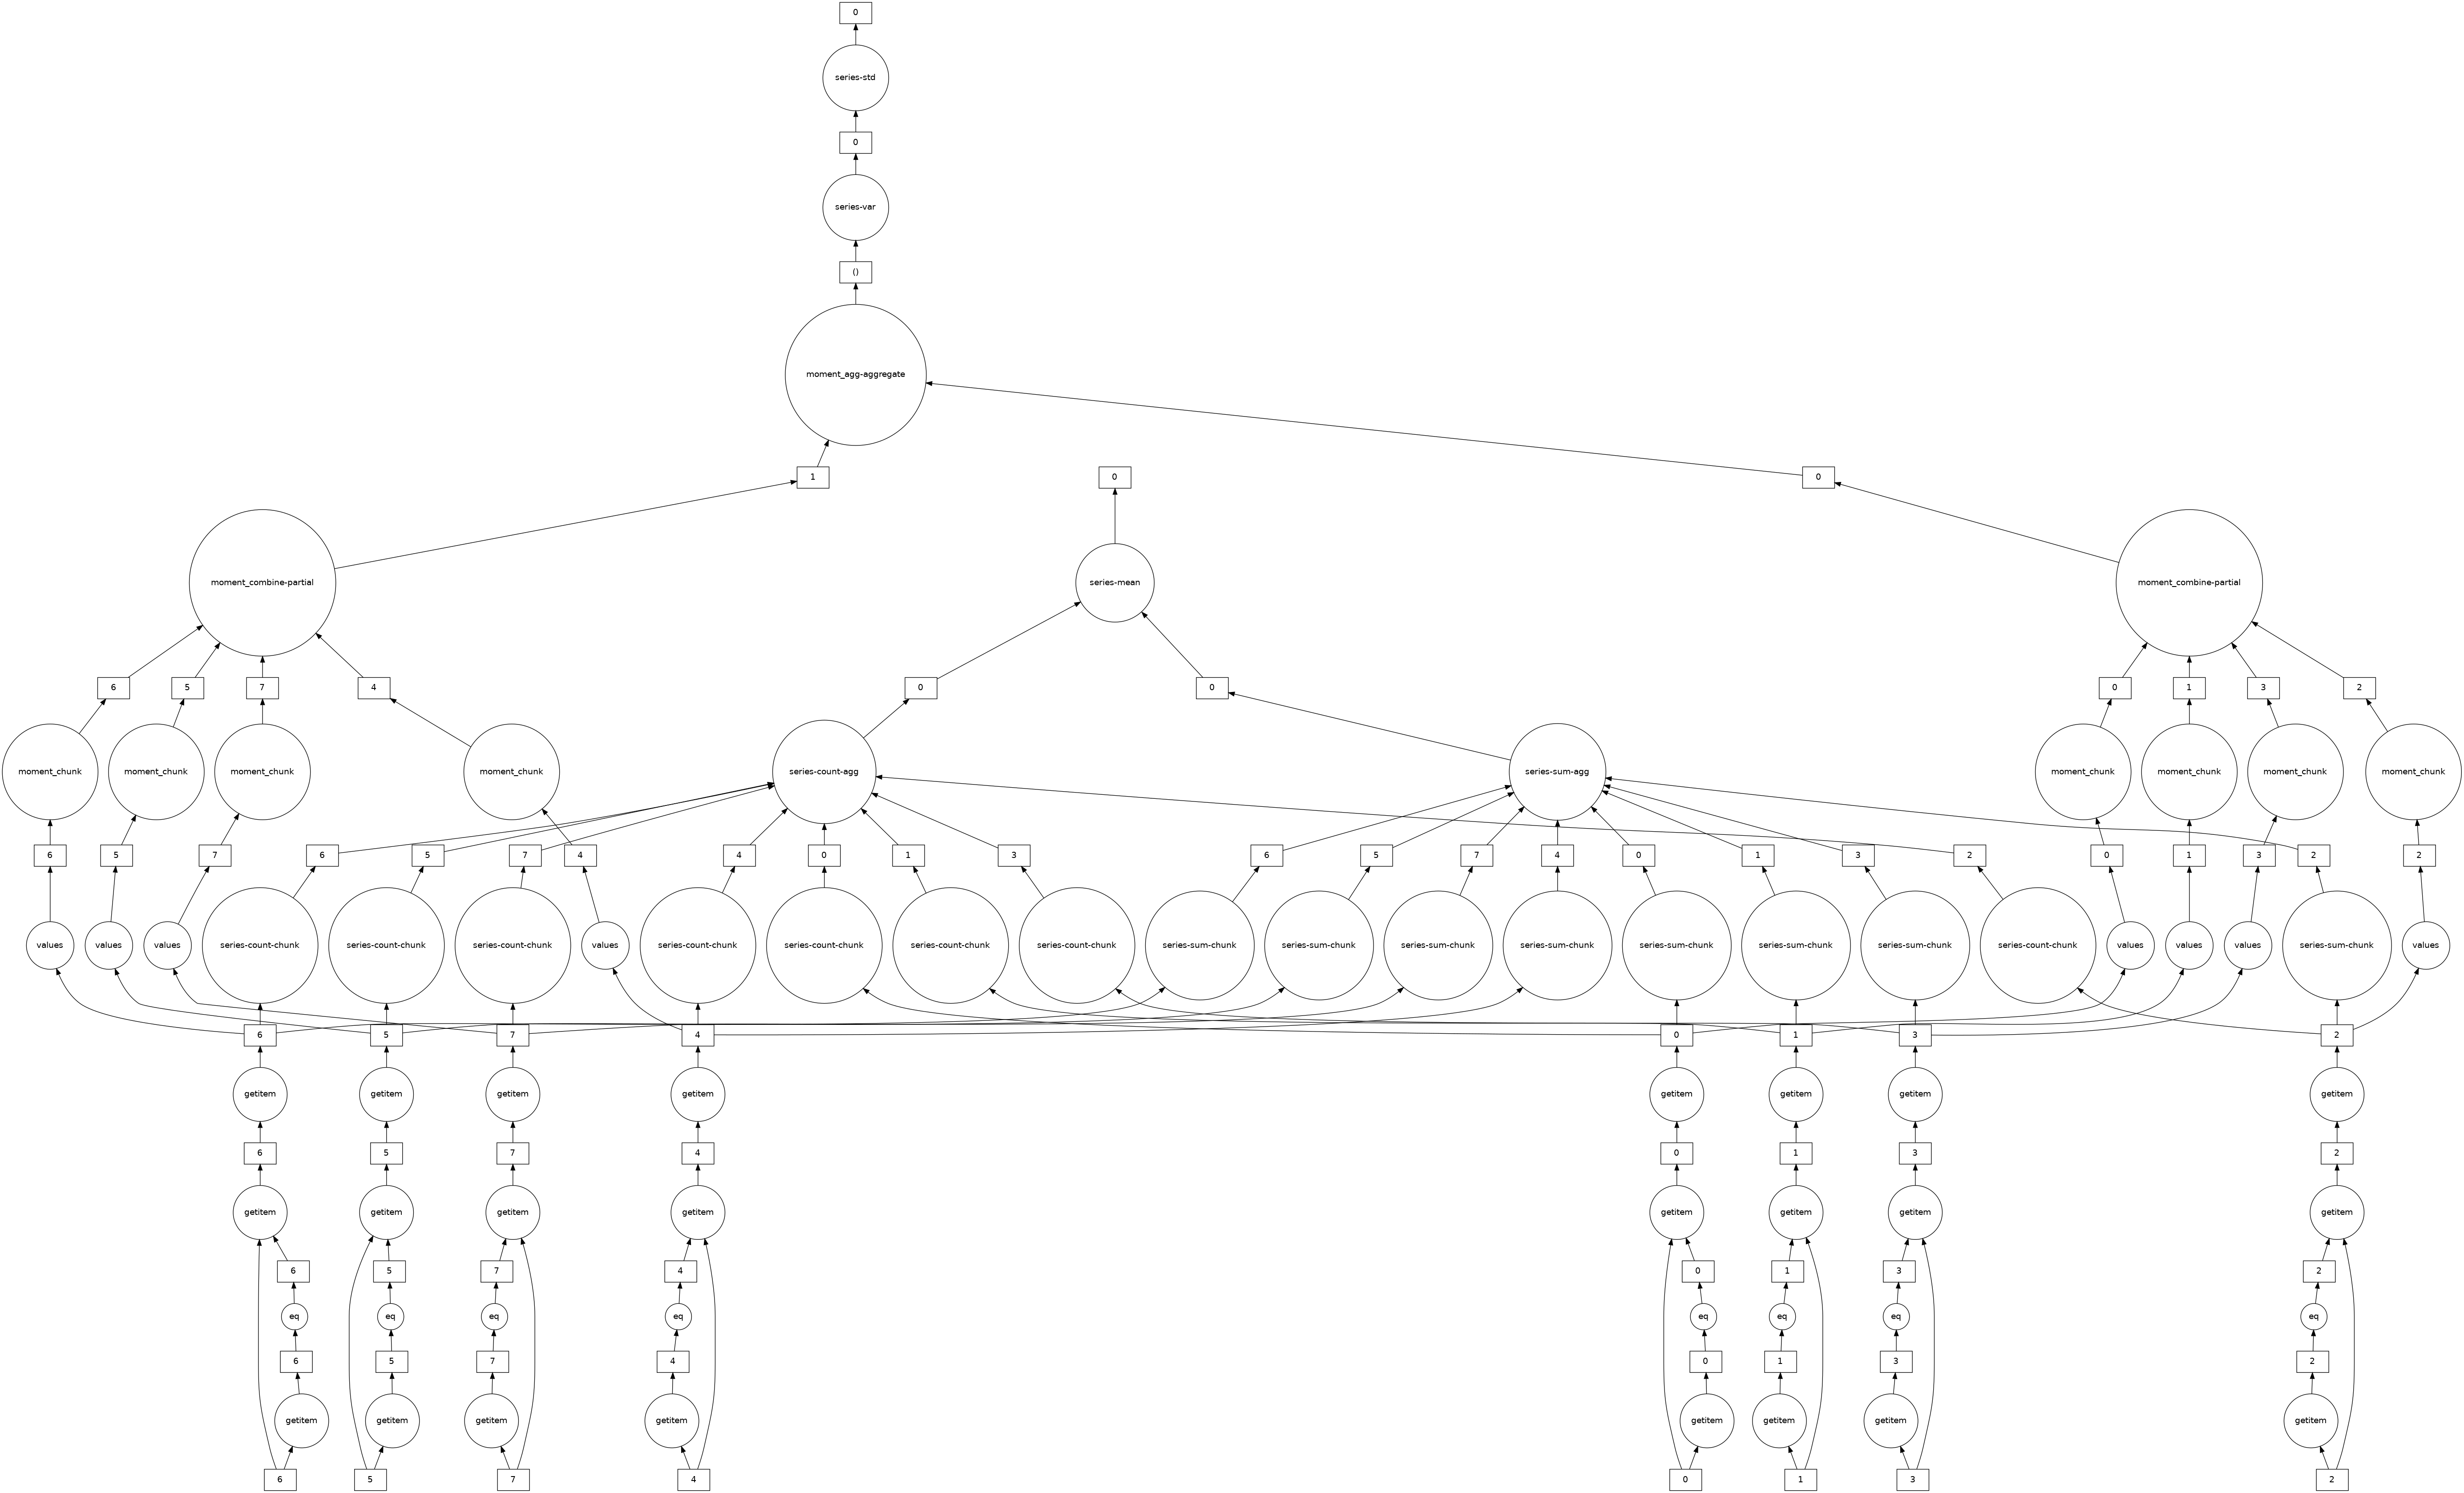 0
series-std
0
series-var
()
moment_agg-aggregate
1 0 0
moment_combine-partial series-mean moment_combine-partial
6 5 7 4 0 0 0 1 3 2
moment_chunk moment_chunk moment_chunk moment_chunk series-count-agg series-sum-agg moment_chunk moment_chunk moment_chunk moment_chunk
6 5 7 6 5 7 4 4 0 1 3 6 5 7 4 0 1 3 2 0 1 3 2 2
values values values series-count-chunk series-count-chunk series-count-chunk values series-count-chunk series-count-chunk series-count-chunk series-count-chunk series-sum-chunk series-sum-chunk series-sum-chunk series-sum-chunk series-sum-chunk series-sum-chunk series-sum-chunk series-count-chunk values values values series-sum-chunk values
6 5 7 4 0 1 3 2
getitem getitem getitem getitem getitem getitem getitem getitem
6 5 7 4 0 1 3 2
getitem getitem getitem getitem getitem getitem getitem getitem
6 5 7 4 0 1 3 2
eq eq eq eq eq eq eq eq
6 5 7 4 0 1 3 2
getitem getitem getitem getitem getitem getitem getitem getitem
6 5 7 4 0 1 3 2